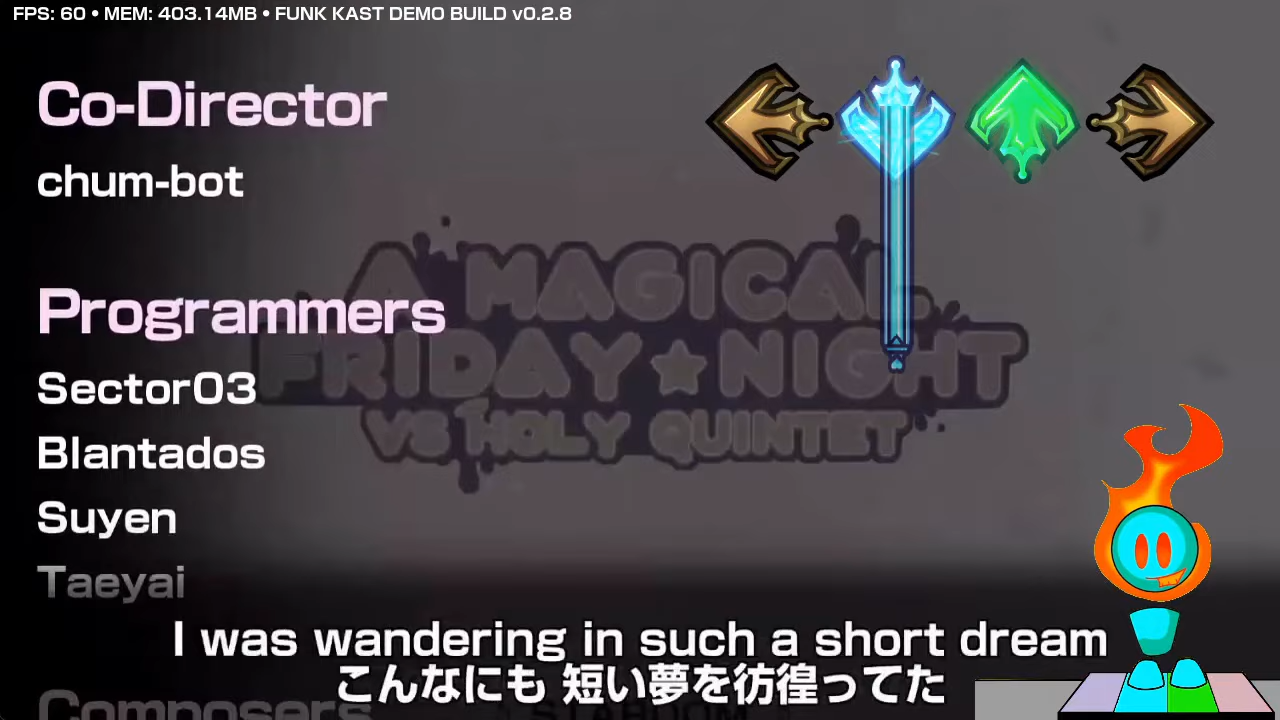 FPS: 60 • MEM: 403.14MB • FUNK KAST DEMO BUILD v0.2.8
Co-Director
chum-bot
Programmers
Sector03
Blantados
Suyen
Taeyai
A MAGICAL
FRIDAY★NIGHT
VS HOLY QUINTET
I was wandering in such a short dream
こんなにも 短い夢を彷徨ってた
Composers